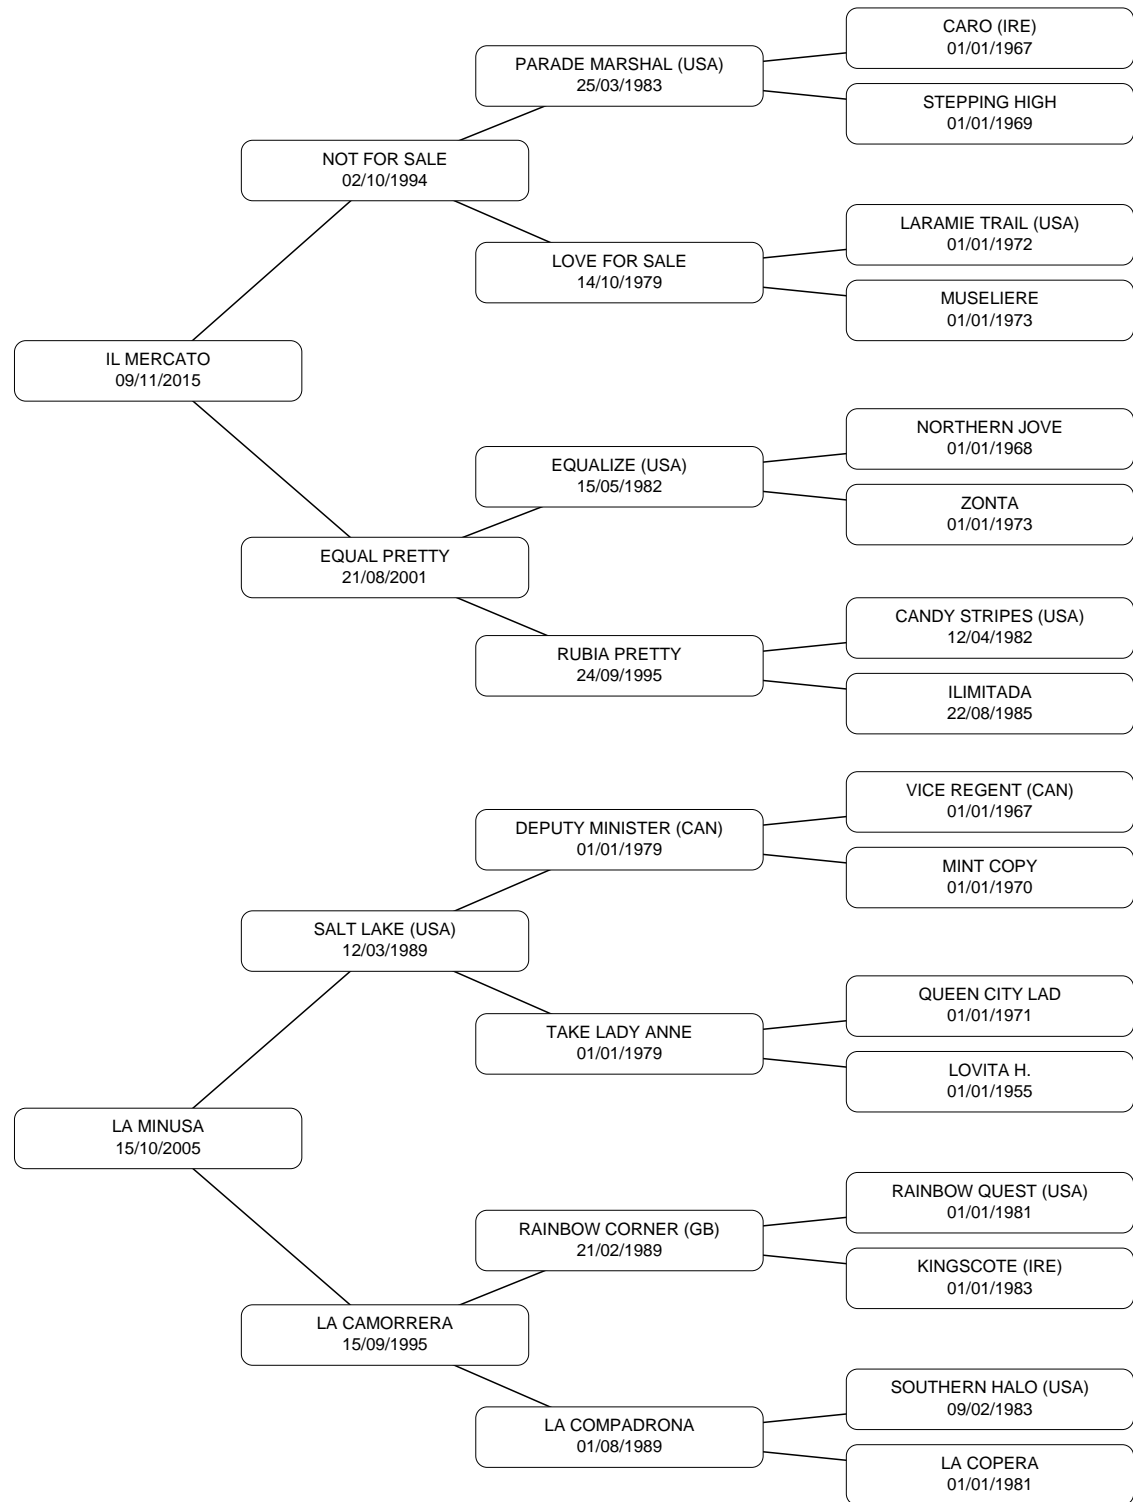 CARO (IRE)
01/01/1967
PARADE MARSHAL (USA)
25/03/1983
STEPPING HIGH
01/01/1969
NOT FOR SALE
02/10/1994
LARAMIE TRAIL (USA)
01/01/1972
LOVE FOR SALE
14/10/1979
MUSELIERE
01/01/1973
IL MERCATO
09/11/2015
NORTHERN JOVE
01/01/1968
EQUALIZE (USA)
15/05/1982
ZONTA
01/01/1973
EQUAL PRETTY
21/08/2001
CANDY STRIPES (USA)
12/04/1982
RUBIA PRETTY
24/09/1995
ILIMITADA
22/08/1985
VICE REGENT (CAN)
01/01/1967
DEPUTY MINISTER (CAN)
01/01/1979
MINT COPY
01/01/1970
SALT LAKE (USA)
12/03/1989
QUEEN CITY LAD
01/01/1971
TAKE LADY ANNE
01/01/1979
LOVITA H.
01/01/1955
LA MINUSA
15/10/2005
RAINBOW QUEST (USA)
01/01/1981
RAINBOW CORNER (GB)
21/02/1989
KINGSCOTE (IRE)
01/01/1983
LA CAMORRERA
15/09/1995
SOUTHERN HALO (USA)
09/02/1983
LA COMPADRONA
01/08/1989
LA COPERA
01/01/1981